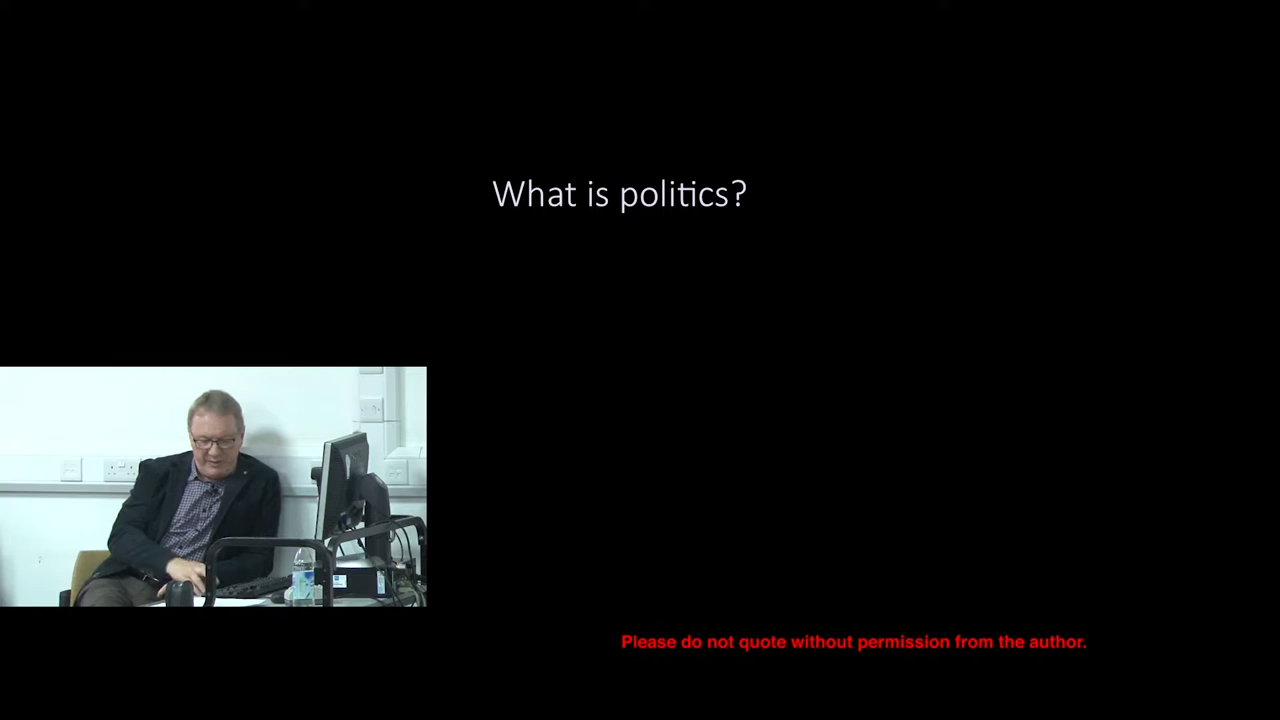 What is politics?
Please do not quote without permission from the author.